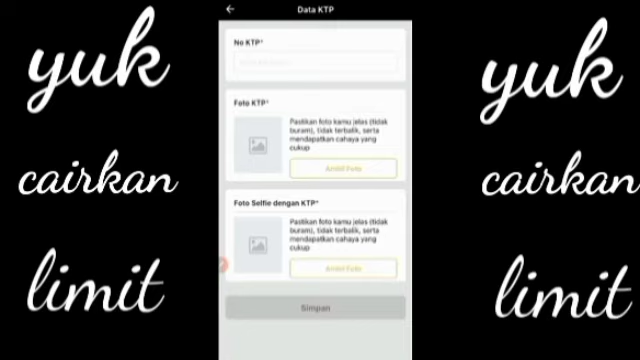 yuk
cairkan
limit
Data KTP
No KTP*
Foto KTP*
Pastikan foto kamu jelas (tidak
buram), tidak terbalik, serta
mendapatkan cahaya yang
cukup
Ambil Foto
Foto Selfie dengan KTP*
Pastikan foto kamu jelas (tidak
buram), tidak terbalik, serta
mendapatkan cahaya yang
cukup
Ambil Foto
Simpan
yuk
cairkan
limit